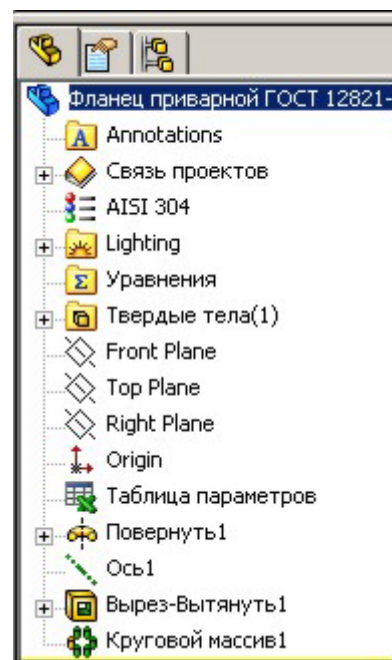 Фланец приварной ГОСТ 12821-
Annotations
Связь проектов
AISI 304
Lighting
Уравнения
Твердые тела(1)
Front Plane
Top Plane
Right Plane
Origin
Таблица параметров
Повернуть1
Ось1
Вырез-Вытянуть1
Круговой массив1